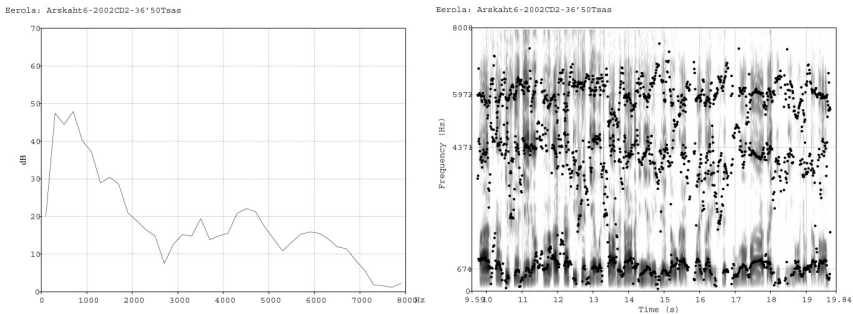 Eerola: Arskaht6-2002CD2-36'50Tsas
70
60
50
40
30
20
10
0
dB
0 1000 2000 3000 4000 5000 6000 7000 8000 Hz
Eerola: Arskaht6-2002CD2-36'50Tsas
8008
5972
4371
674
0
Frequency (Hz)
9.59 10 11 12 13 14 15 16 17 18 19 19.84
Time (s)